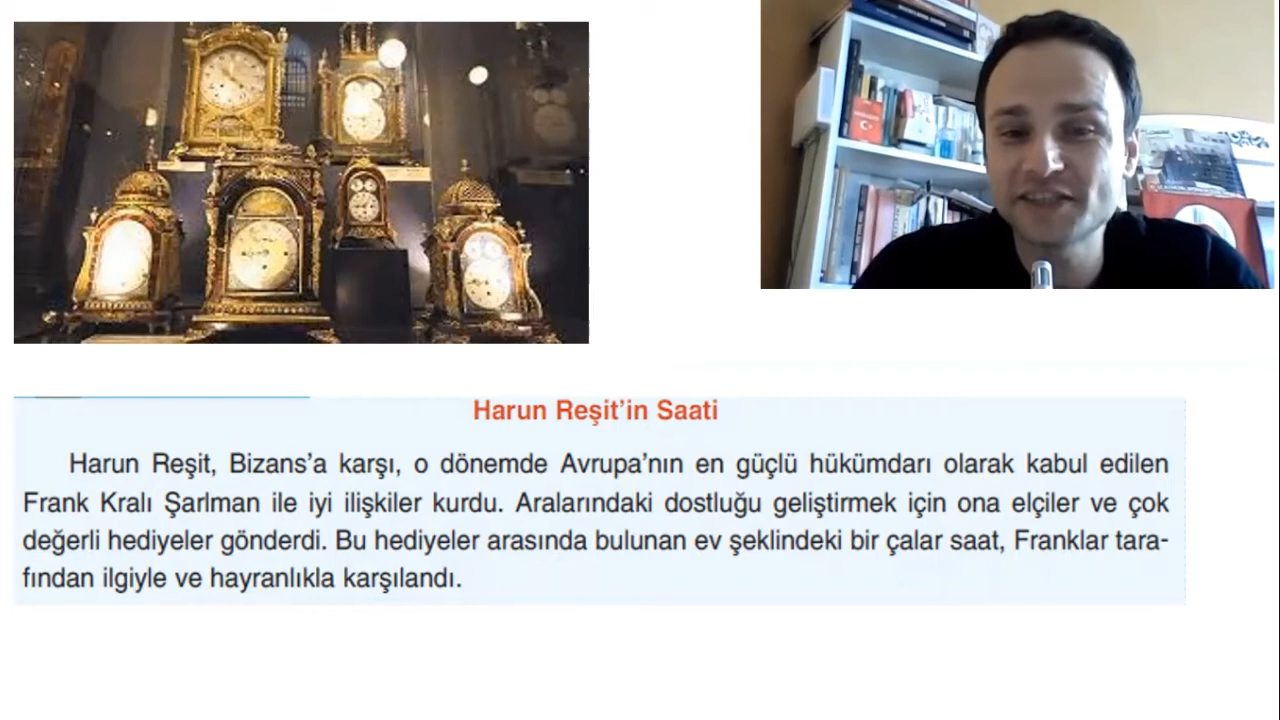 Harun Reşit’in Saati
Harun Reşit, Bizans’a karşı, o dönemde Avrupa’nın en güçlü hükümdarı olarak kabul edilen
Frank Kralı Şarlman ile iyi ilişkiler kurdu. Aralarındaki dostluğu geliştirmek için ona elçiler ve çok
değerli hediyeler gönderdi. Bu hediyeler arasında bulunan ev şeklindeki bir çalar saat, Franklar tara-
fından ilgiyle ve hayranlıkla karşılandı.